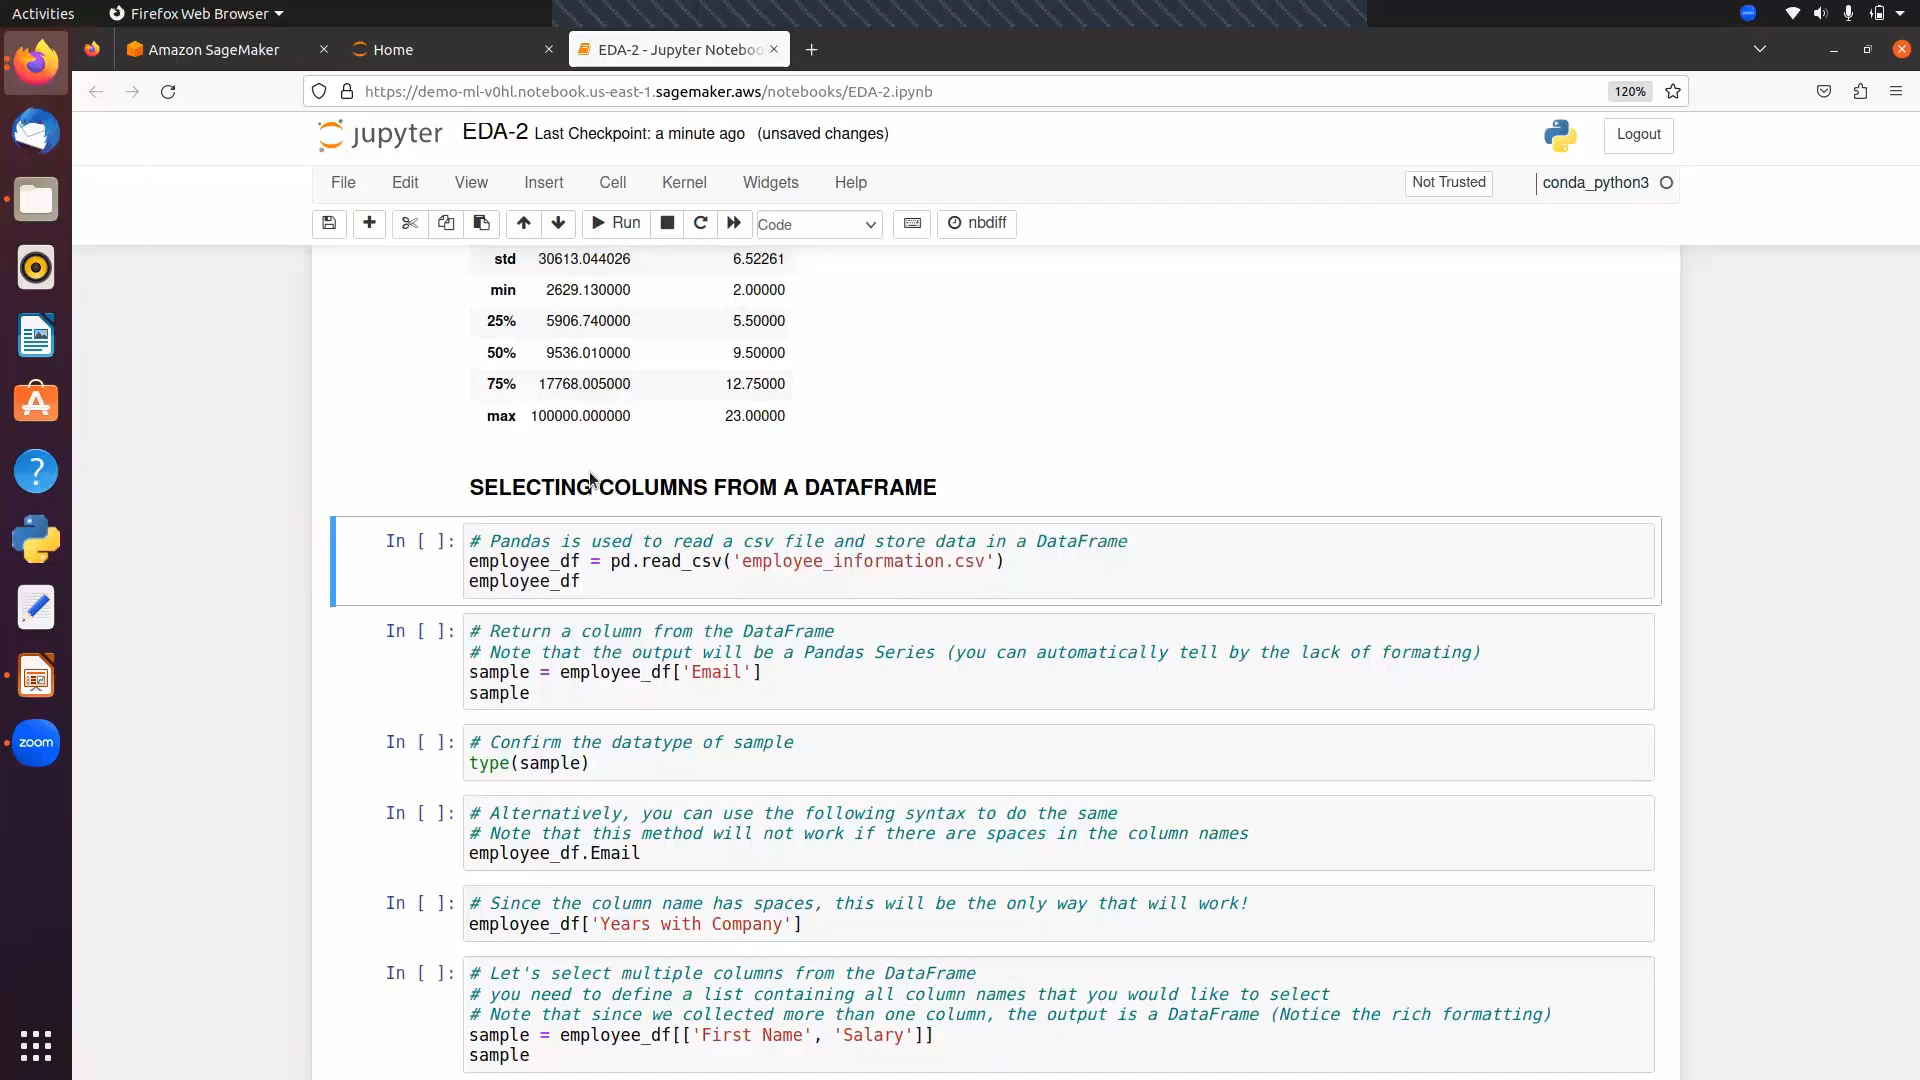 Activities
Firefox Web Browser
Amazon SageMaker
Home
EDA-2 - Jupyter Noteboo
https://demo-ml-v0hl.notebook.us-east-1.sagemaker.aws/notebooks/EDA-2.ipynb
120%
jupyter EDA-2 Last Checkpoint: a minute ago (unsaved changes)
Logout
File Edit View Insert Cell Kernel Widgets Help
Not Trusted
conda_python3
Run
Code
nbdiff
std 30613.044026 6.52261
min 2629.130000 2.00000
25% 5906.740000 5.50000
50% 9536.010000 9.50000
75% 17768.005000 12.75000
max 100000.000000 23.00000
SELECTING COLUMNS FROM A DATAFRAME
In [ ]: # Pandas is used to read a csv file and store data in a DataFrame
employee_df = pd.read_csv('employee_information.csv')
employee_df
In [ ]: # Return a column from the DataFrame
# Note that the output will be a Pandas Series (you can automatically tell by the lack of formating)
sample = employee_df['Email']
sample
In [ ]: # Confirm the datatype of sample
type(sample)
In [ ]: # Alternatively, you can use the following syntax to do the same
# Note that this method will not work if there are spaces in the column names
employee_df.Email
In [ ]: # Since the column name has spaces, this will be the only way that will work!
employee_df['Years with Company']
In [ ]: # Let's select multiple columns from the DataFrame
# you need to define a list containing all column names that you would like to select
# Note that since we collected more than one column, the output is a DataFrame (Notice the rich formatting)
sample = employee_df[['First Name', 'Salary']]
sample
zoom